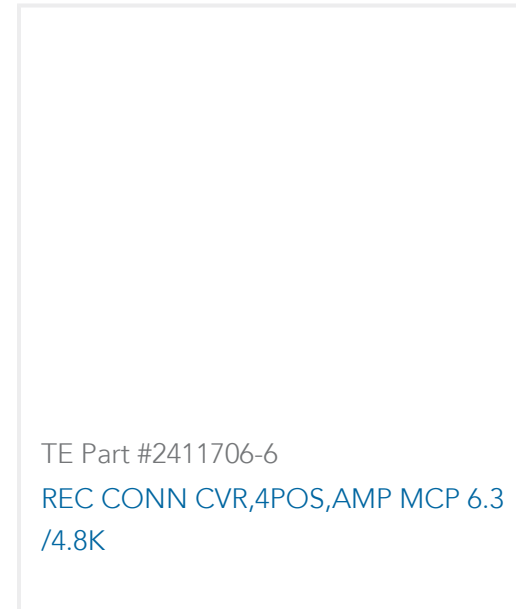 TE Part #2411706-6
REC CONN CVR,4POS,AMP MCP 6.3
/4.8K